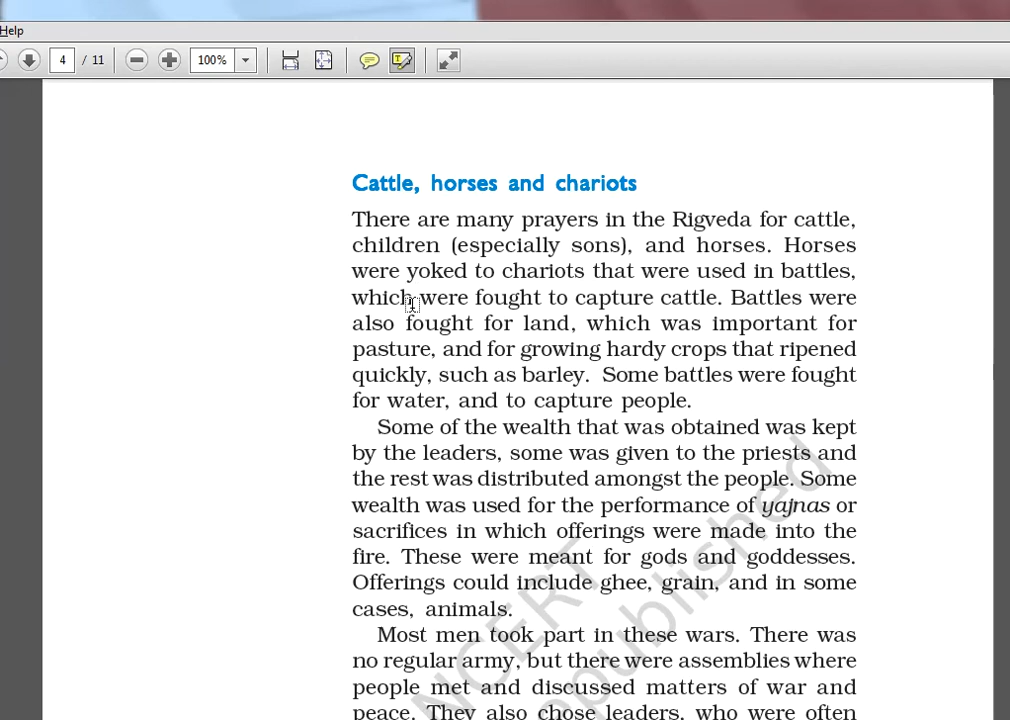 Help
4 / 11 100%
Cattle, horses and chariots
There are many prayers in the Rigveda for cattle,
children (especially sons), and horses. Horses
were yoked to chariots that were used in battles,
which were fought to capture cattle. Battles were
also fought for land, which was important for
pasture, and for growing hardy crops that ripened
quickly, such as barley. Some battles were fought
for water, and to capture people.
Some of the wealth that was obtained was kept
by the leaders, some was given to the priests and
the rest was distributed amongst the people. Some
wealth was used for the performance of yajnas or
sacrifices in which offerings were made into the
fire. These were meant for gods and goddesses.
Offerings could include ghee, grain, and in some
cases, animals.
Most men took part in these wars. There was
no regular army, but there were assemblies where
people met and discussed matters of war and
peace. They also chose leaders, who were often
NCERT
republished